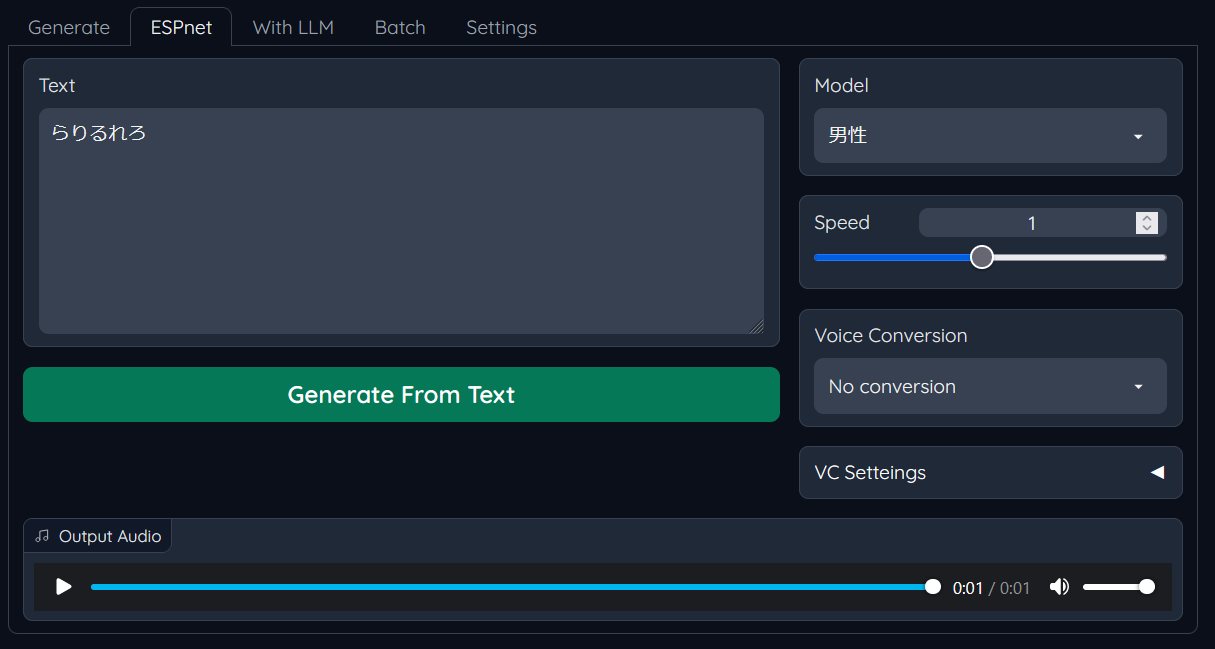 Generate
ESPnet
With LLM
Batch
Settings
Text
らりるれろ
Generate From Text
Model
男性
Speed
1
Voice Conversion
No conversion
VC Setteings
Output Audio
0:01 / 0:01